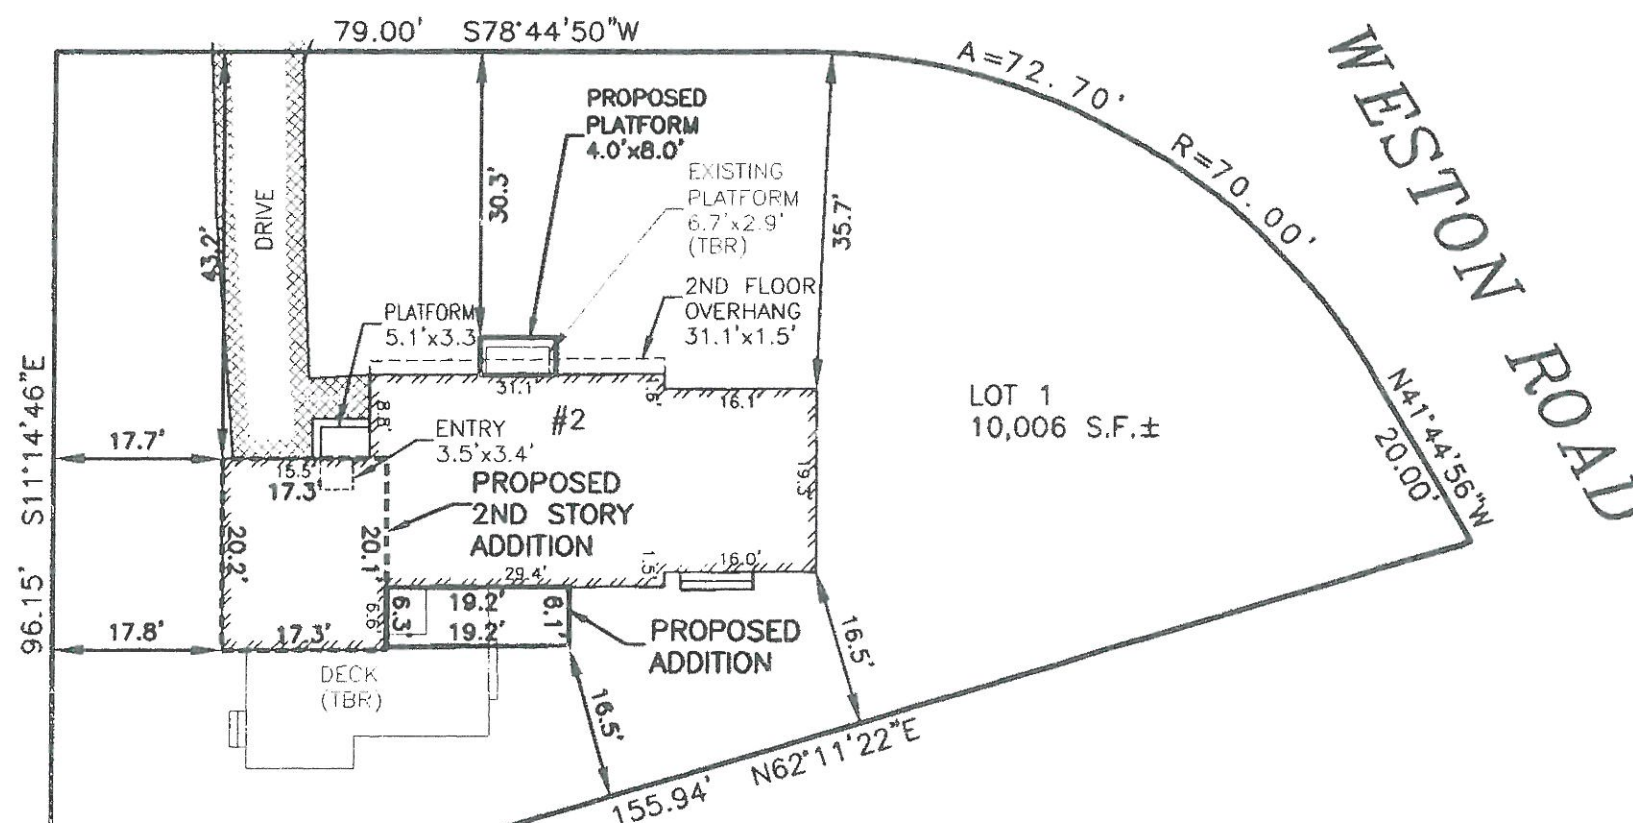 79.00' S78°44'50"W
A=72.70'
R=70.00'
WESTON ROAD
PROPOSED
PLATFORM
4.0'x8.0'
EXISTING
PLATFORM
6.7'x2.9'
(TBR)
30.3'
35.7'
43.2'
DRIVE
2ND FLOOR
OVERHANG
31.1'x1.5'
PLATFORM
5.1'x3.3
31.1'
16.1'
8.8'
#2
LOT 1
10,006 S.F.±
N41°44'56"W
20.00'
S11°14'46"E
96.15'
17.7'
ENTRY
3.5'x3.4'
15.5'
17.3'
PROPOSED
2ND STORY
ADDITION
19.3'
20.2'
20.1'
29.4'
1.5'
16.0'
17.8'
17.3'
6.6'
6.3'
19.2'
19.2'
6.1'
PROPOSED
ADDITION
16.5'
16.5'
DECK
(TBR)
155.94' N62°11'22"E